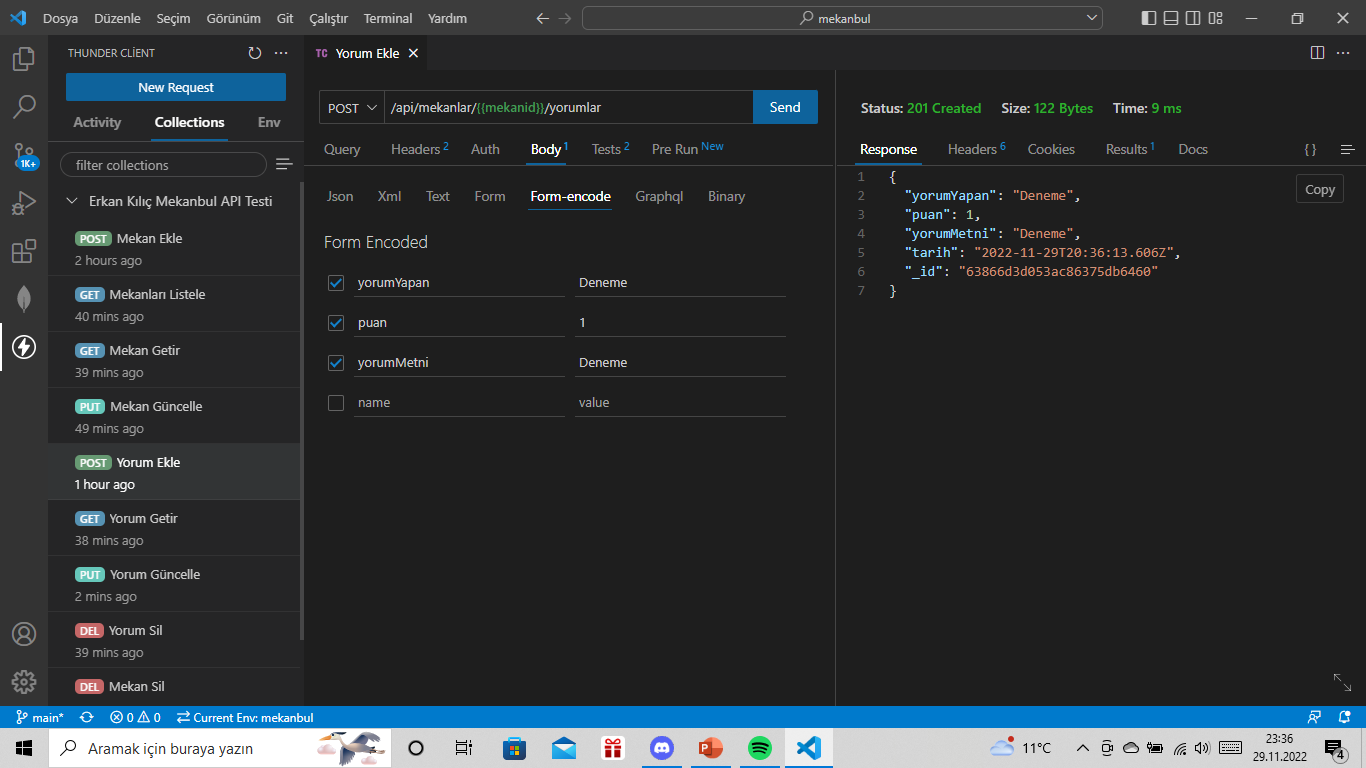 Dosya Düzenle Seçim Görünüm Git Çalıştır Terminal Yardım
mekanbul
THUNDER CLİENT
TC Yorum Ekle
New Request
Activity Collections Env
filter collections
1K+
Erkan Kılıç Mekanbul API Testi
POST Mekan Ekle
2 hours ago
GET Mekanları Listele
40 mins ago
GET Mekan Getir
39 mins ago
PUT Mekan Güncelle
49 mins ago
POST Yorum Ekle
1 hour ago
GET Yorum Getir
38 mins ago
PUT Yorum Güncelle
2 mins ago
DEL Yorum Sil
39 mins ago
DEL Mekan Sil
POST /api/mekanlar/{{mekanid}}/yorumlar Send
Query Headers 2 Auth Body 1 Tests 2 Pre Run New
Json Xml Text Form Form-encode Graphql Binary
Form Encoded
yorumYapan Deneme
puan 1
yorumMetni Deneme
name value
Status: 201 Created Size: 122 Bytes Time: 9 ms
Response Headers 6 Cookies Results 1 Docs { }
Copy
1 {
2 "yorumYapan": "Deneme",
3 "puan": 1,
4 "yorumMetni": "Deneme",
5 "tarih": "2022-11-29T20:36:13.606Z",
6 "_id": "63866d3d053ac86375db6460"
7 }
main* 0 0 Current Env: mekanbul
Aramak için buraya yazın
11°C
23:36
29.11.2022
4